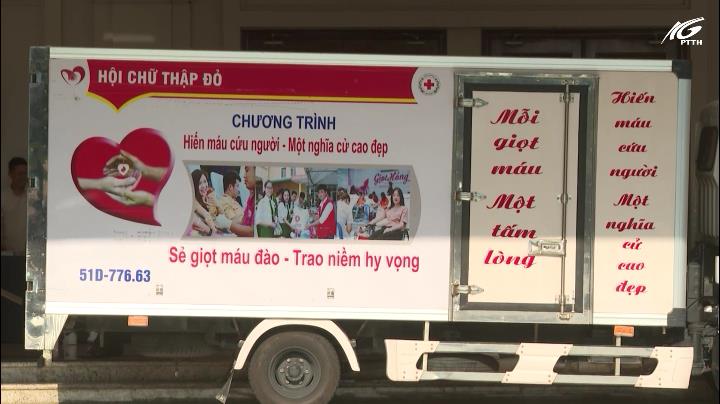 PTTH
HỘI CHỮ THẬP ĐỎ
CHƯƠNG TRÌNH
Hiến máu cứu người - Một nghĩa cử cao đẹp
Giọt Hồng
Sẻ giọt máu đào - Trao niềm hy vọng
51D-776.63
Mỗi
giọt
máu
Một
tấm
lòng
Hiến
máu
cứu
người
Một
nghĩa
cử
cao
đẹp